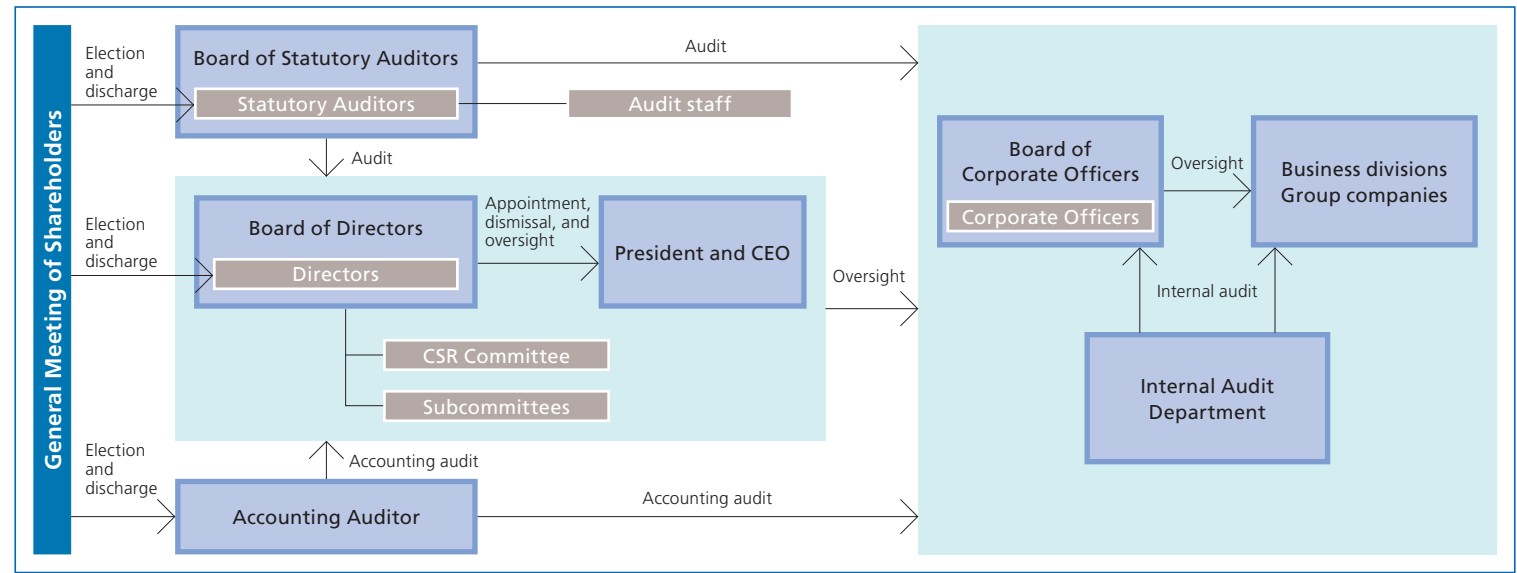 General Meeting of Shareholders
Election
and
discharge
Board of Statutory Auditors
Statutory Auditors
Audit staff
Audit
Audit
Election
and
discharge
Board of Directors
Directors
Appointment,
dismissal, and
oversight
President and CEO
CSR Committee
Subcommittees
Oversight
Election
and
discharge
Accounting audit
Accounting Auditor
Accounting audit
Board of
Corporate Officers
Corporate Officers
Oversight
Business divisions
Group companies
Internal audit
Internal Audit
Department